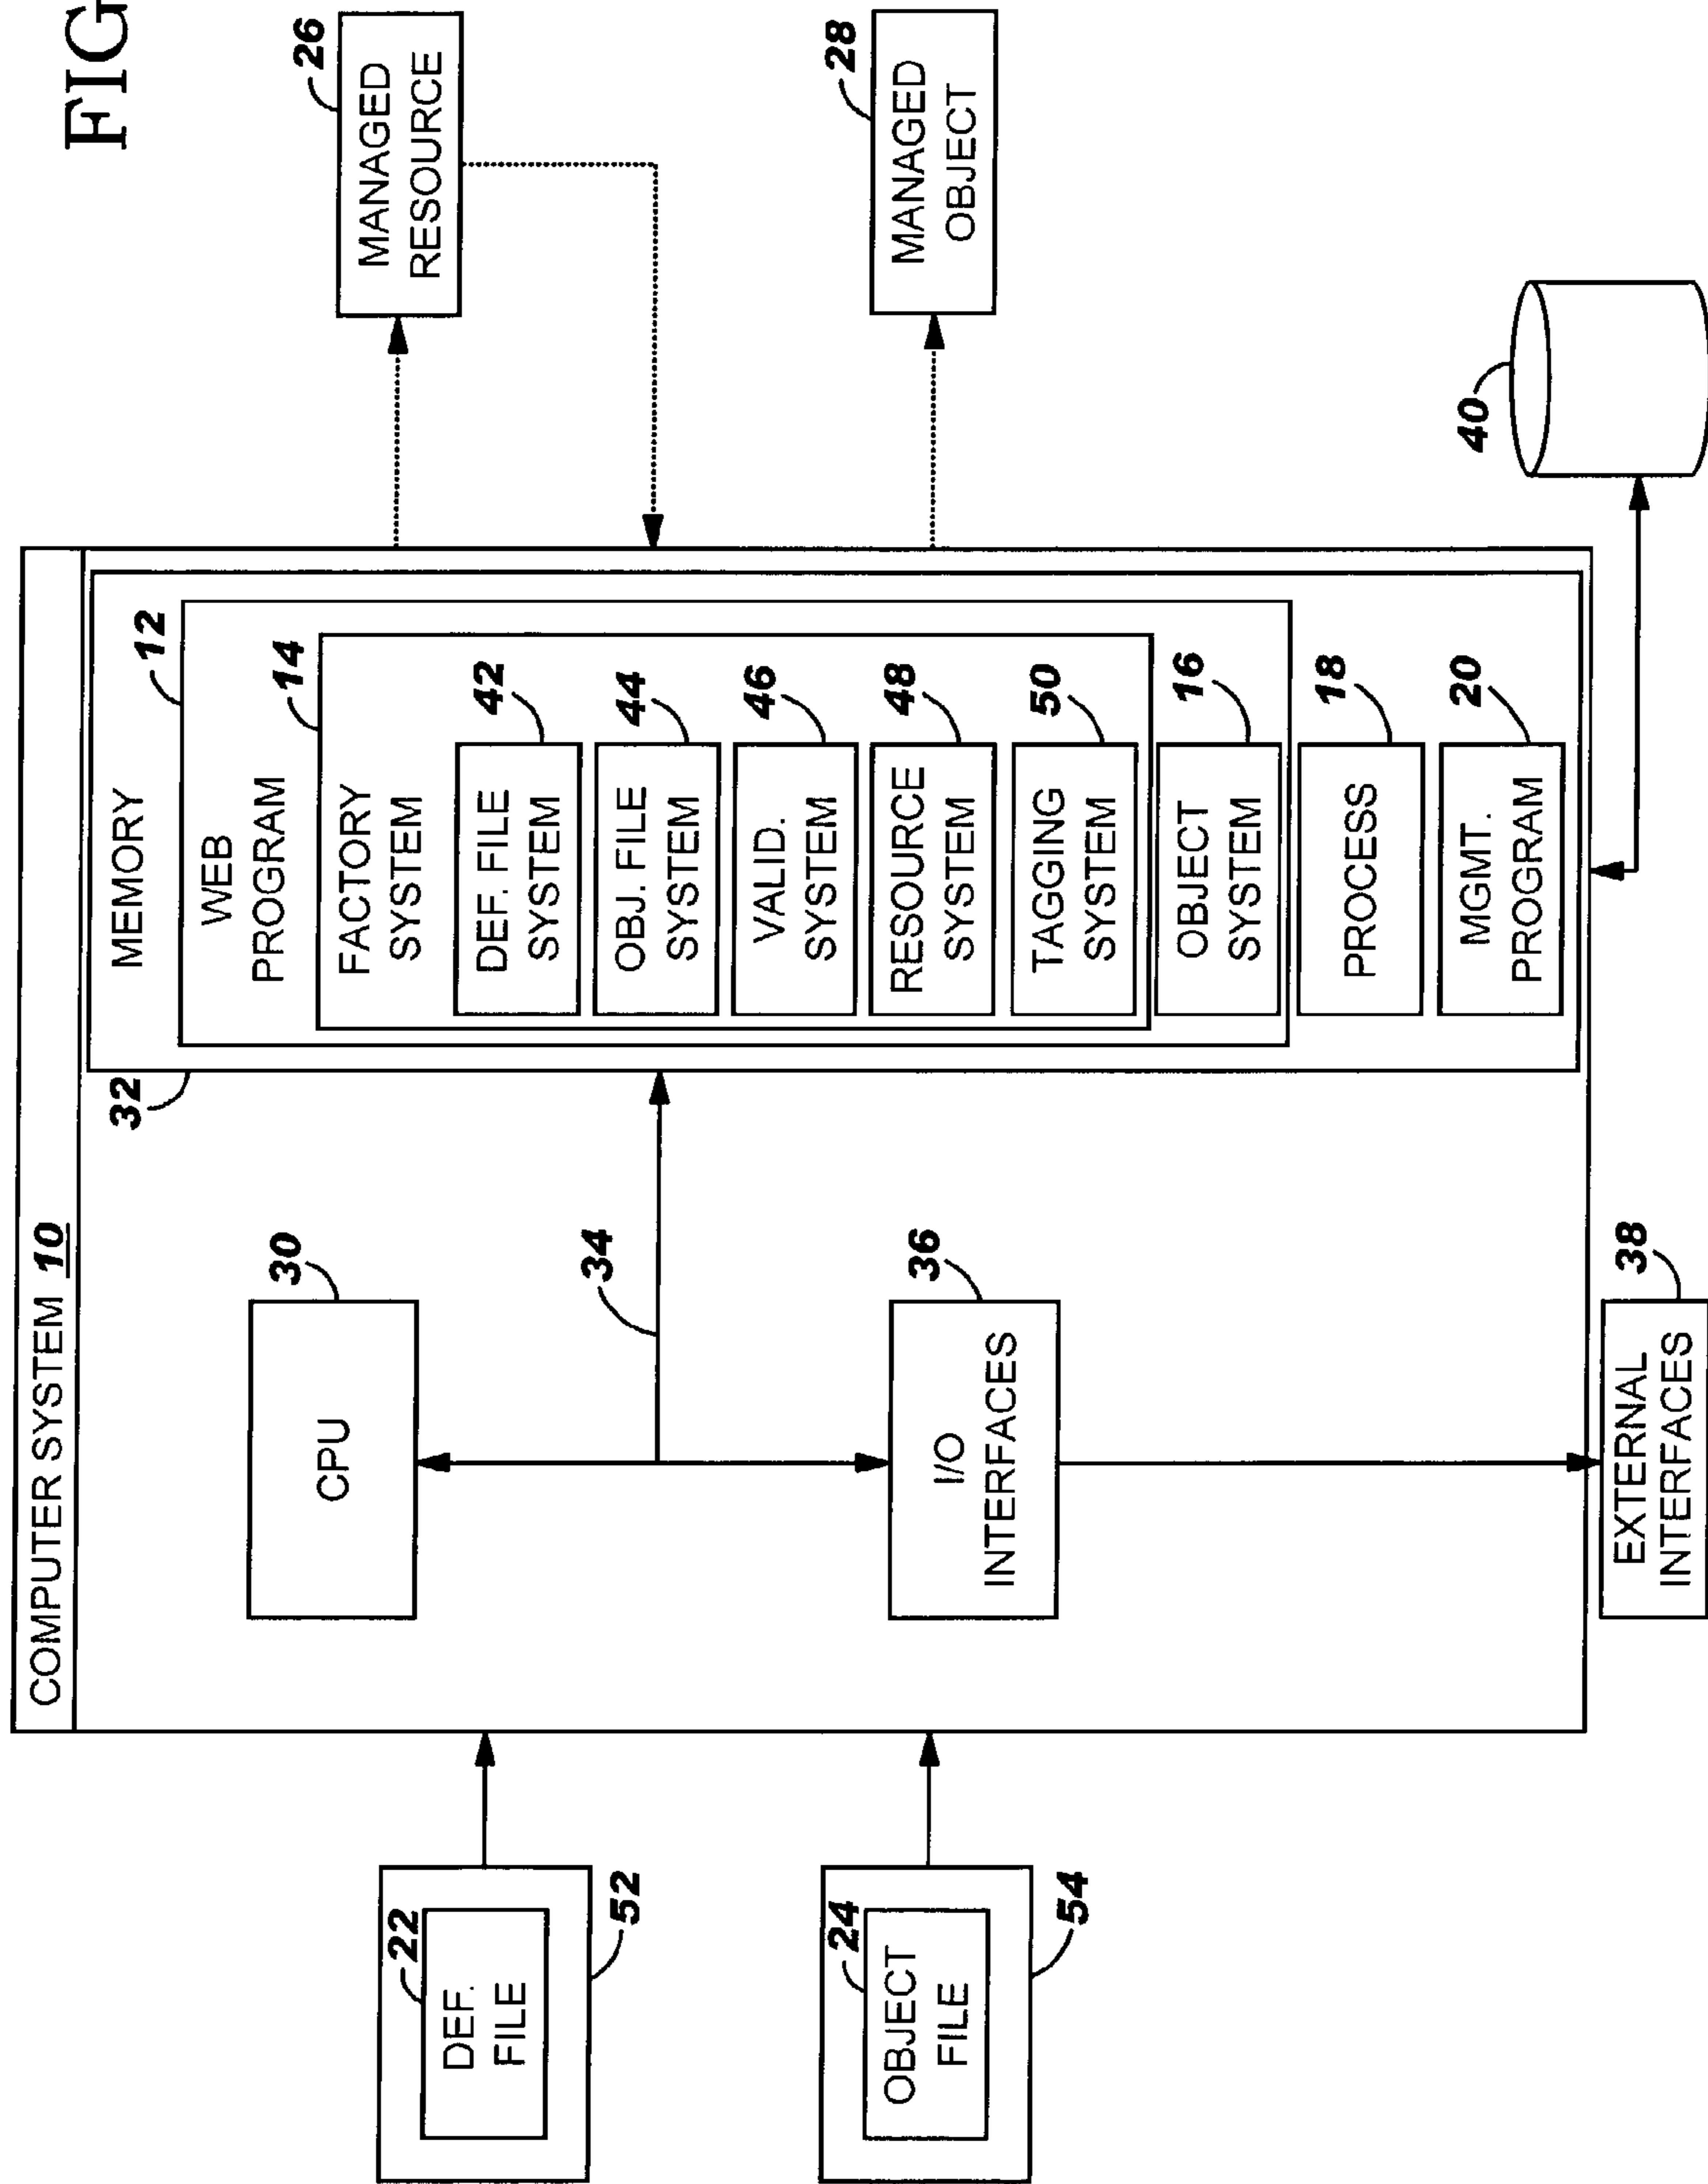 FIG
COMPUTER SYSTEM 10
22
DEF.
FILE
52
24
OBJECT
FILE
54
CPU
30
34
I/O
INTERFACES
36
EXTERNAL
INTERFACES
38
32
MEMORY
12
WEB
PROGRAM
14
FACTORY
SYSTEM
42
DEF. FILE
SYSTEM
44
OBJ. FILE
SYSTEM
46
VALID.
SYSTEM
48
RESOURCE
SYSTEM
50
TAGGING
SYSTEM
16
OBJECT
SYSTEM
18
PROCESS
20
MGMT.
PROGRAM
26
MANAGED
RESOURCE
28
MANAGED
OBJECT
40